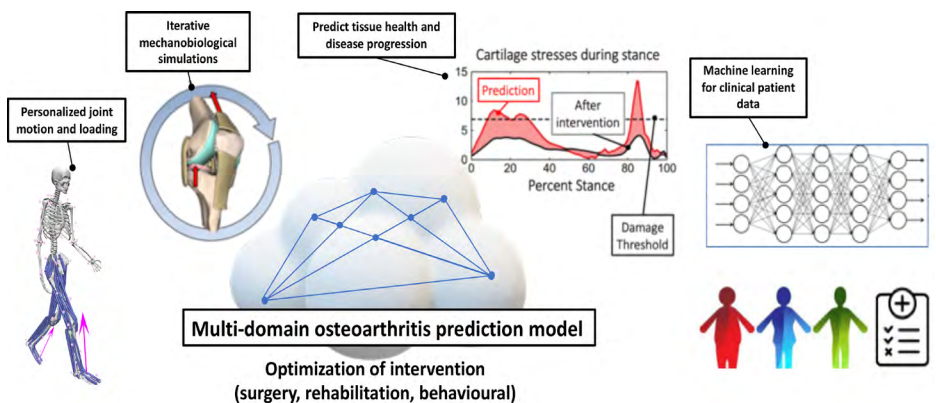 Iterative
mechanobiological
simulations
Predict tissue health and
disease progression
Personalized joint
motion and loading
Cartilage stresses during stance
15
10
5
0
Prediction
After
intervention
0
20
40
60
80
100
Percent Stance
Damage
Threshold
Machine learning
for clinical patient
data
Multi-domain osteoarthritis prediction model
Optimization of intervention
(surgery, rehabilitation, behavioural)